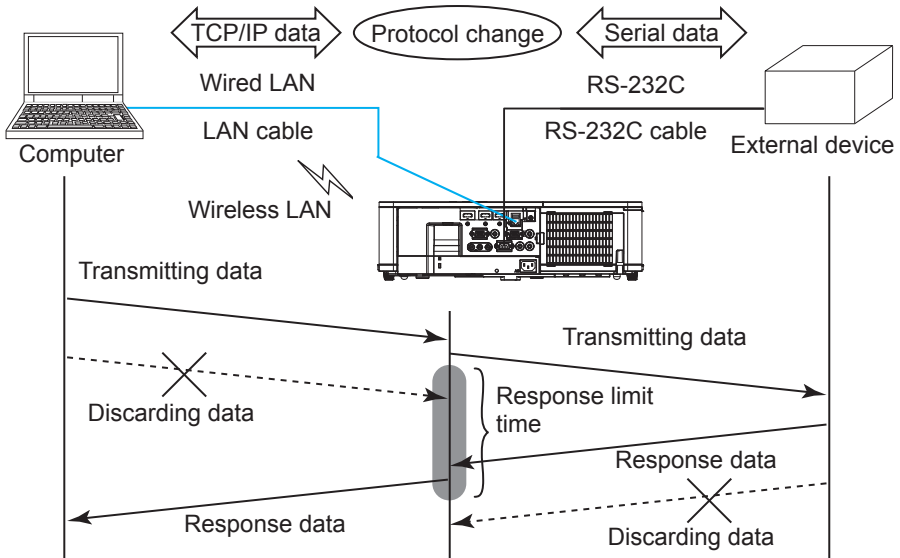 TCP/IP data
Protocol change
Serial data
Wired LAN
RS-232C
LAN cable
RS-232C cable
Computer
External device
Wireless LAN
Transmitting data
Transmitting data
Discarding data
Response limit
time
Response data
Response data
Discarding data